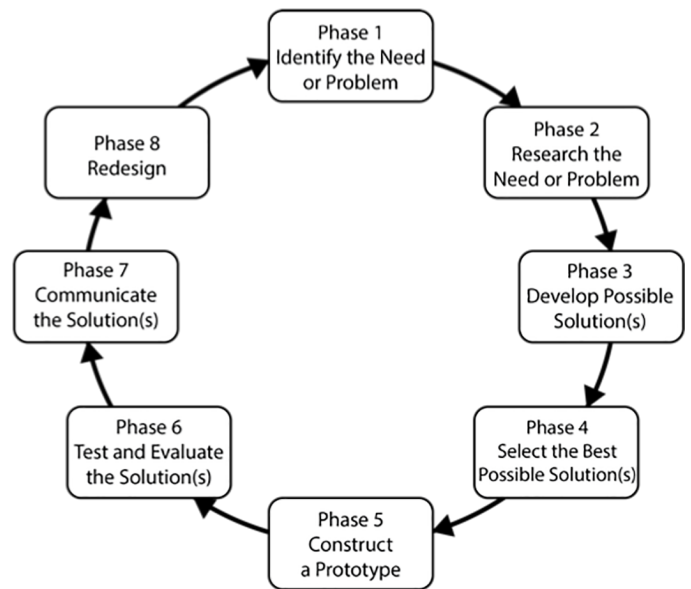 Phase 1
Identify the Need
or Problem
Phase 2
Research the
Need or Problem
Phase 3
Develop Possible
Solution(s)
Phase 4
Select the Best
Possible Solution(s)
Phase 5
Construct
a Prototype
Phase 6
Test and Evaluate
the Solution(s)
Phase 7
Communicate
the Solution(s)
Phase 8
Redesign